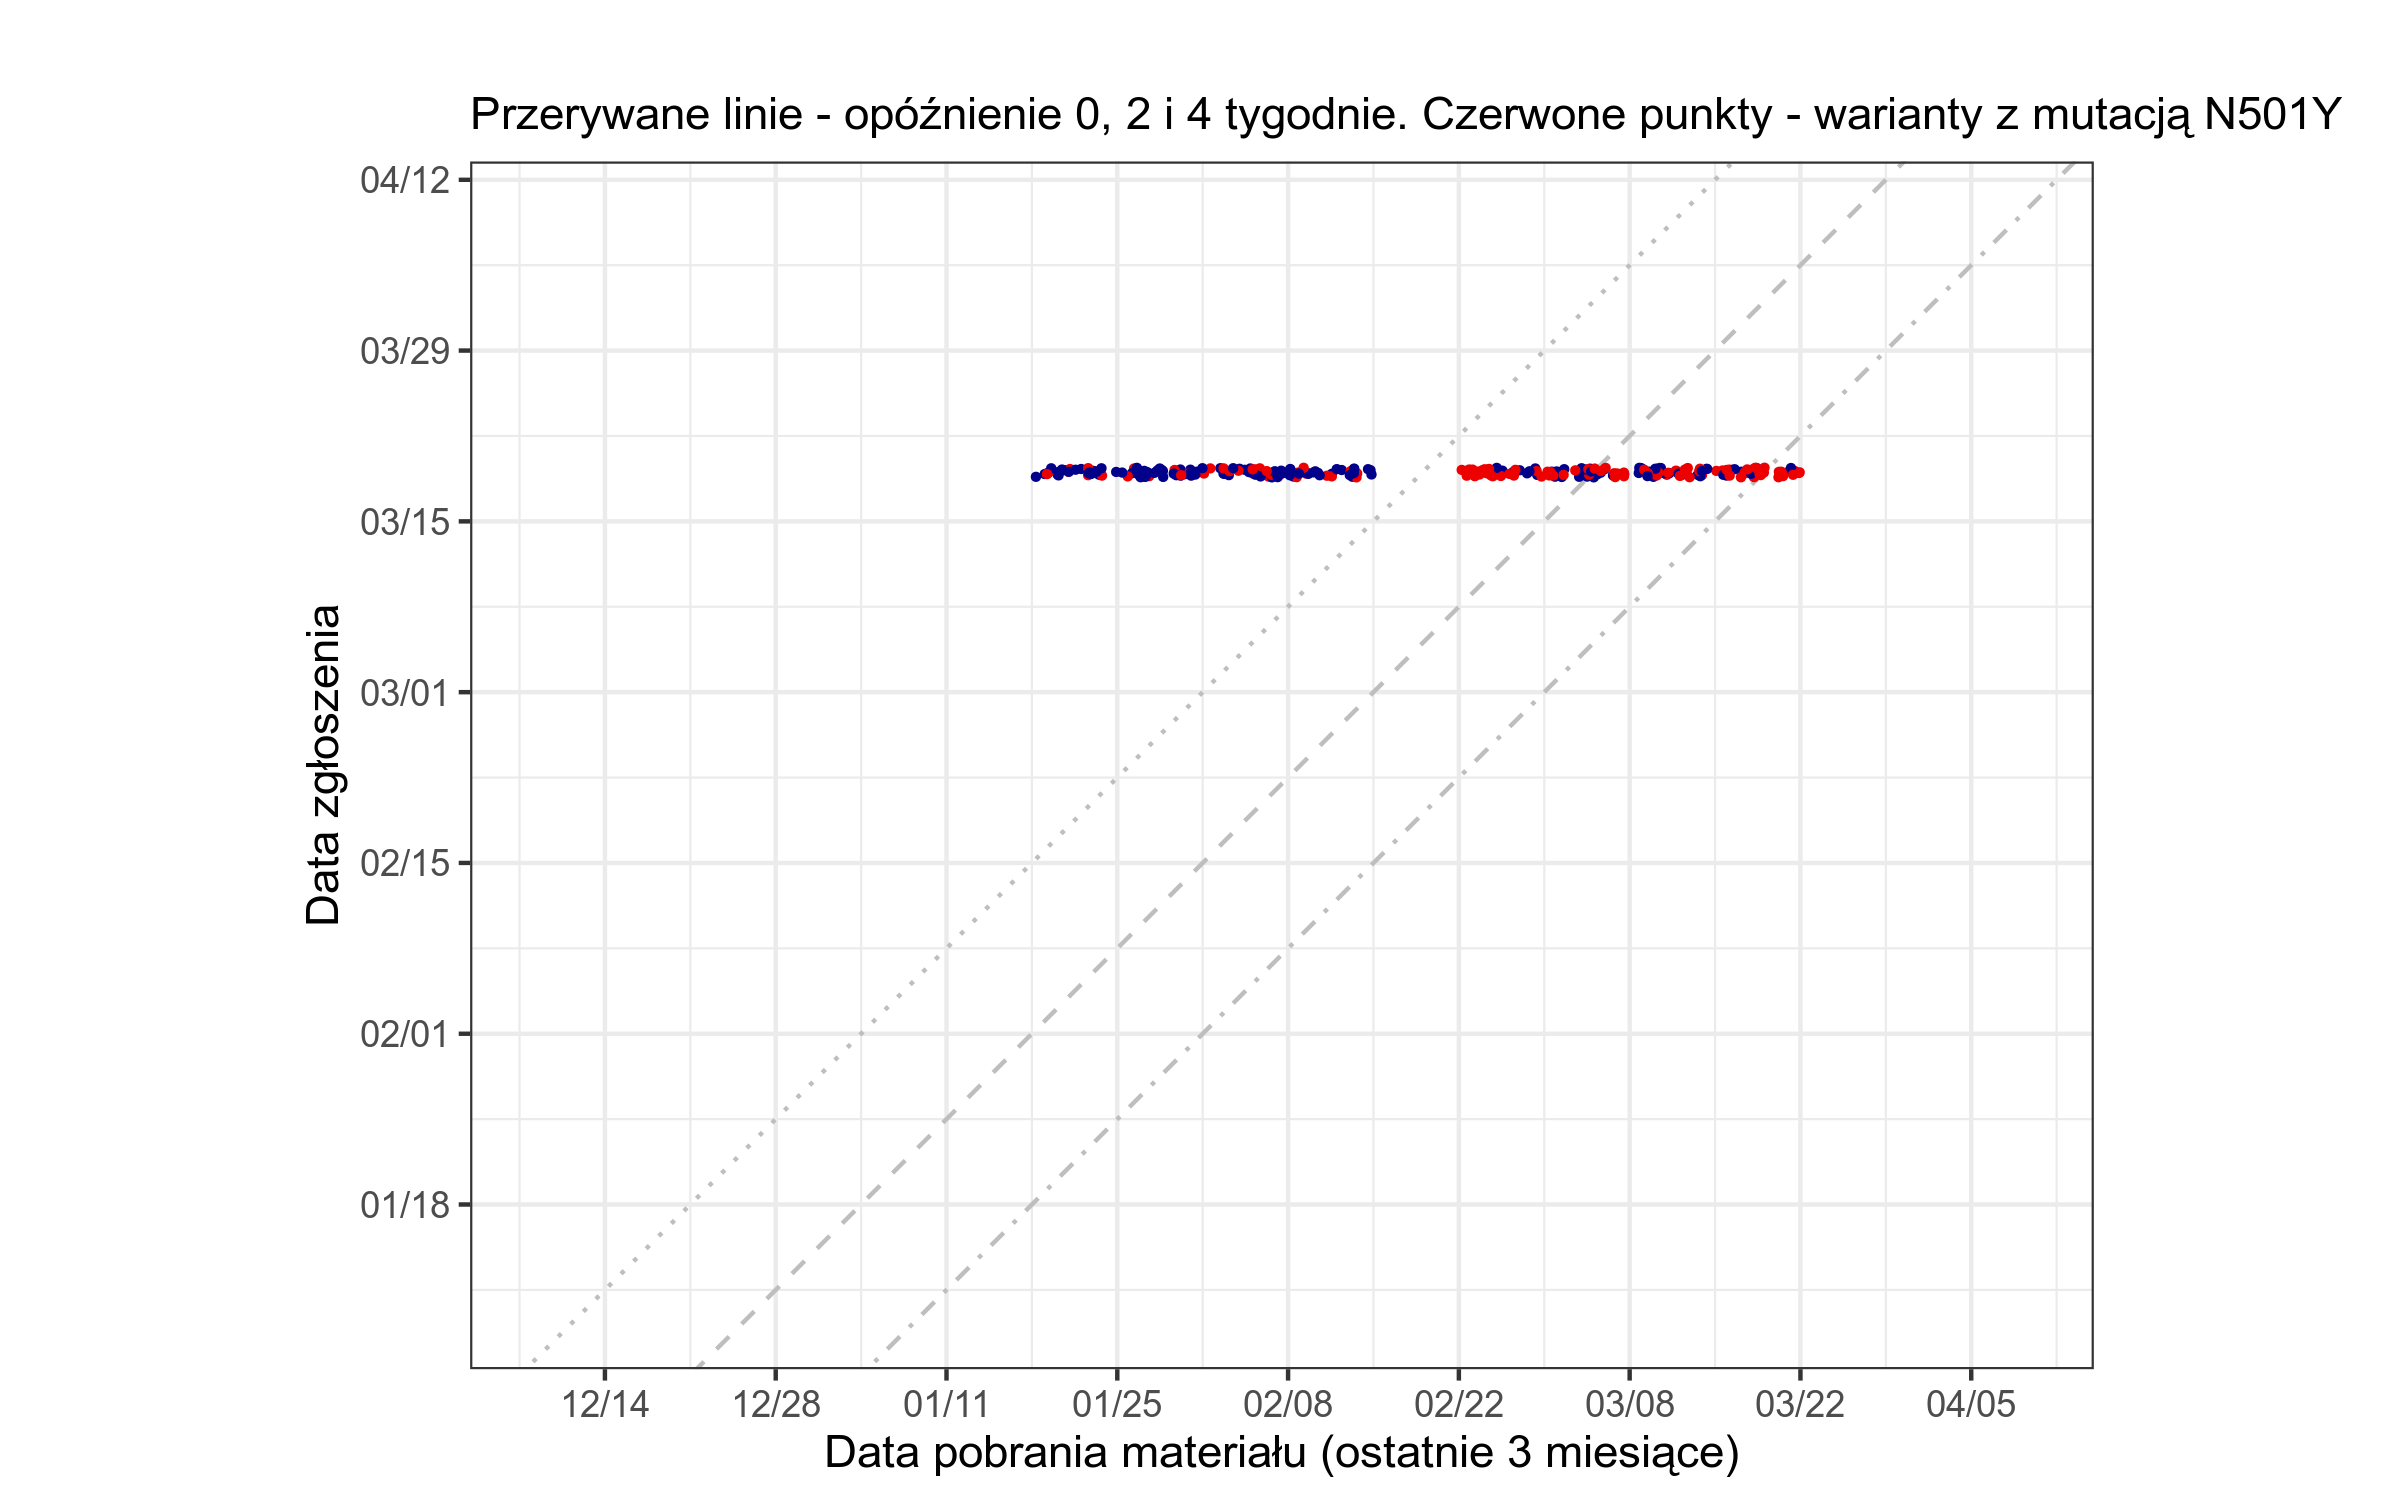 Przerywane linie - opóźnienie 0, 2 i 4 tygodnie. Czerwone punkty - warianty z mutacją N501Y
04/12
03/29
03/15
03/01
02/15
02/01
01/18
Data zgłoszenia
12/14 12/28 01/11 01/25 02/08 02/22 03/08 03/22 04/05
Data pobrania materiału (ostatnie 3 miesiące)